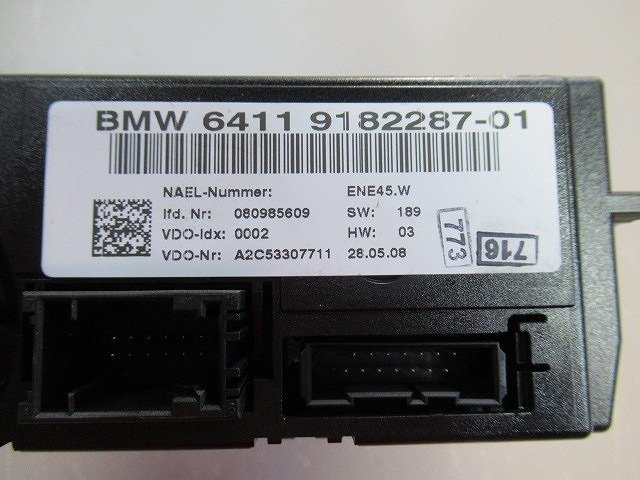 BMW 6411 9182287-01
NAEL-Nummer: ENE45.W
lfd. Nr: 080985609 SW: 189
VDO-Idx: 0002 HW: 03
VDO-Nr: A2C53307711 28.05.08
773
716